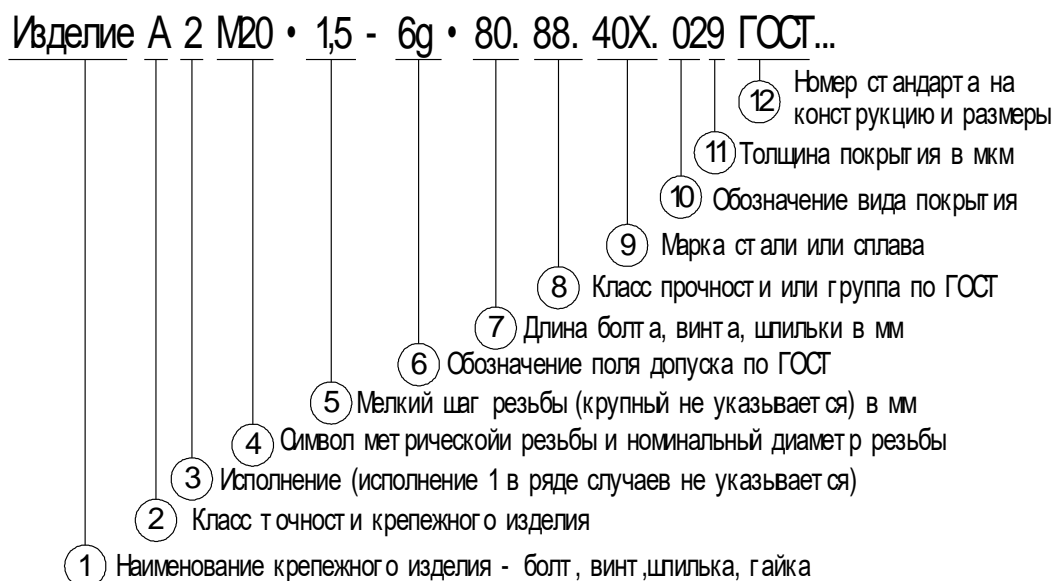 Изделие А 2 М20 • 1,5 - 6g • 80. 88. 40Х. 029 ГОСТ...
12 Номер стандарта на
конструкцию и размеры
11 Толщина покрытия в мкм
10 Обозначение вида покрытия
9 Марка стали или сплава
8 Класс прочности или группа по ГОСТ
7 Длина болта, винта, шпильки в мм
6 Обозначение поля допуска по ГОСТ
5 Мелкий шаг резьбы (крупный не указывается) в мм
4 Символ метрическойи резьбы и номинальный диаметр резьбы
3 Исполнение (исполнение 1 в ряде случаев не указывается)
2 Класс точности крепежного изделия
1 Наименование крепежного изделия - болт, винт,шпилька, гайка